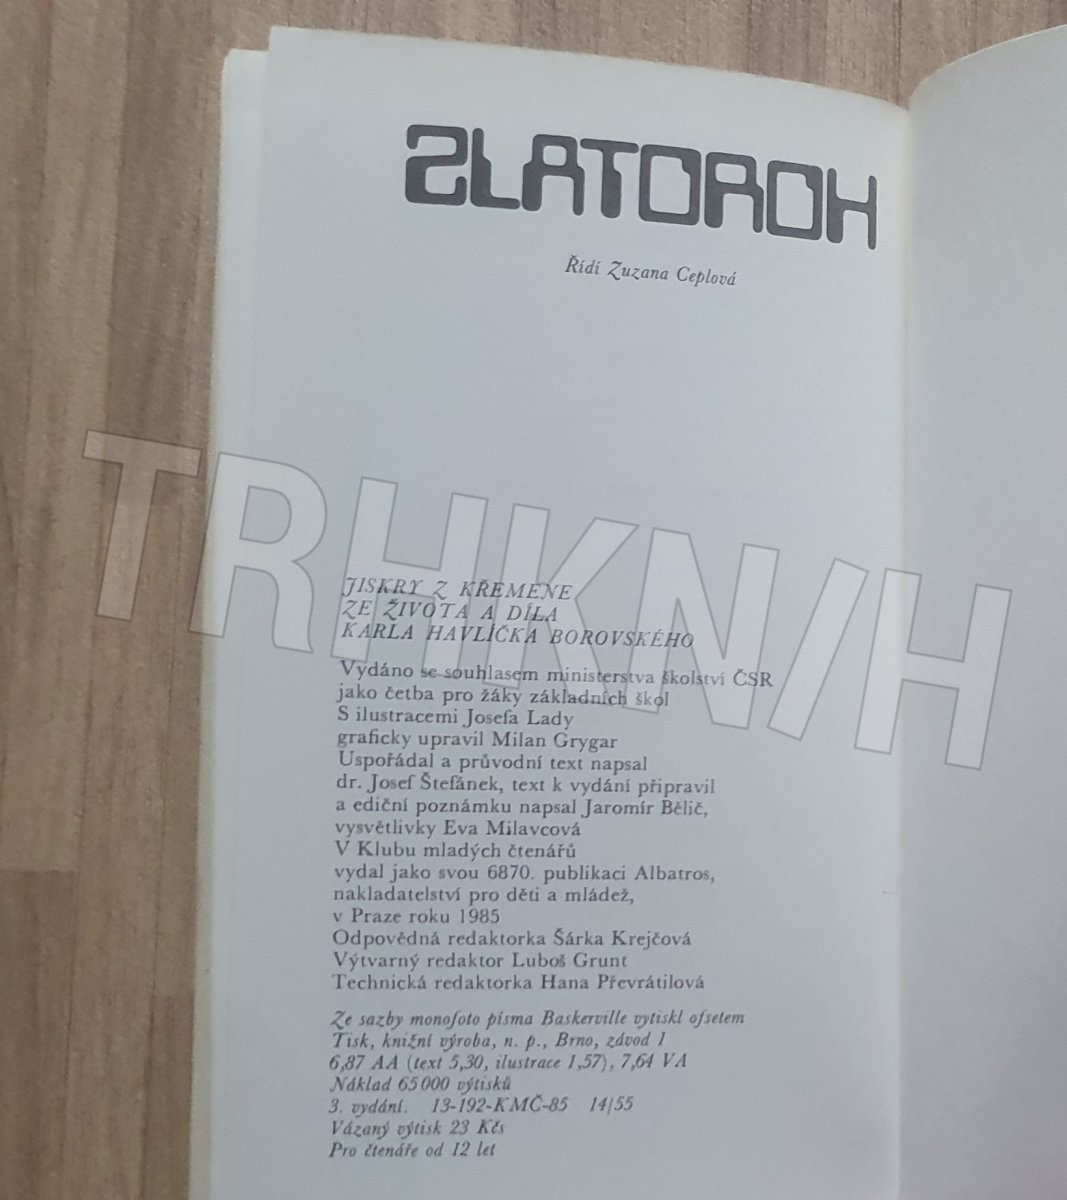 ZLATOROH
Řídí Zuzana Ceplová
TRHKN/H
JISKRY Z KŘEMENE
ZE ŽIVOTA A DÍLA
KARLA HAVLÍČKA BOROVSKÉHO
Vydáno se souhlasem ministerstva školství ČSR
jako četba pro žáky základních škol
S ilustracemi Josefa Lady
graficky upravil Milan Grygar
Uspořádal a průvodní text napsal
dr. Josef Štefánek, text k vydání připravil
a ediční poznámku napsal Jaromír Bělič,
vysvětlivky Eva Milavcová
V Klubu mladých čtenářů
vydal jako svou 6870. publikaci Albatros,
nakladatelství pro děti a mládež,
v Praze roku 1985
Odpovědná redaktorka Šárka Krejčová
Výtvarný redaktor Luboš Grunt
Technická redaktorka Hana Převrátilová
Ze sazby monofoto písma Baskerville vytiskl ofsetem
Tisk, knižní výroba, n. p., Brno, závod 1
6,87 AA (text 5,30, ilustrace 1,57), 7,64 VA
Náklad 65 000 výtisků
3. vydání. 13-192-KMČ-85 14/55
Vázaný výtisk 23 Kčs
Pro čtenáře od 12 let